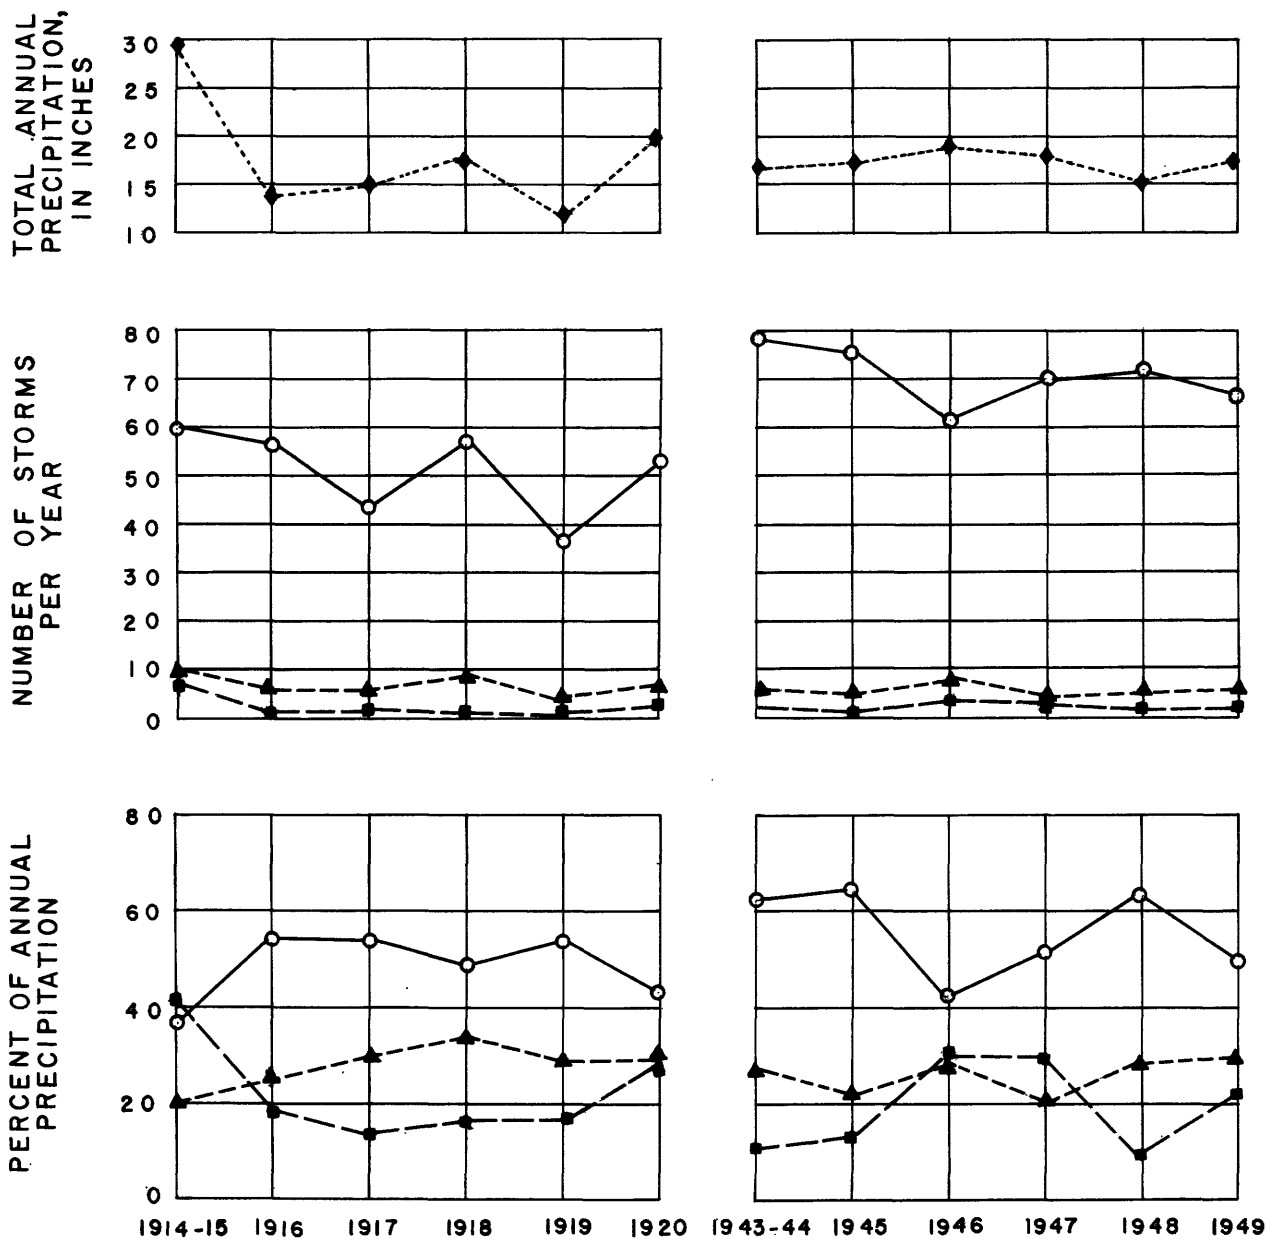 TOTAL ANNUAL
PRECIPITATION,
IN INCHES
30
25
20
15
10
NUMBER OF STORMS
PER YEAR
80
70
60
50
40
30
20
10
0
PERCENT OF ANNUAL
PRECIPITATION
80
60
40
20
0
1914-15 1916 1917 1918 1919 1920 1943-44 1945 1946 1947 1948 1949